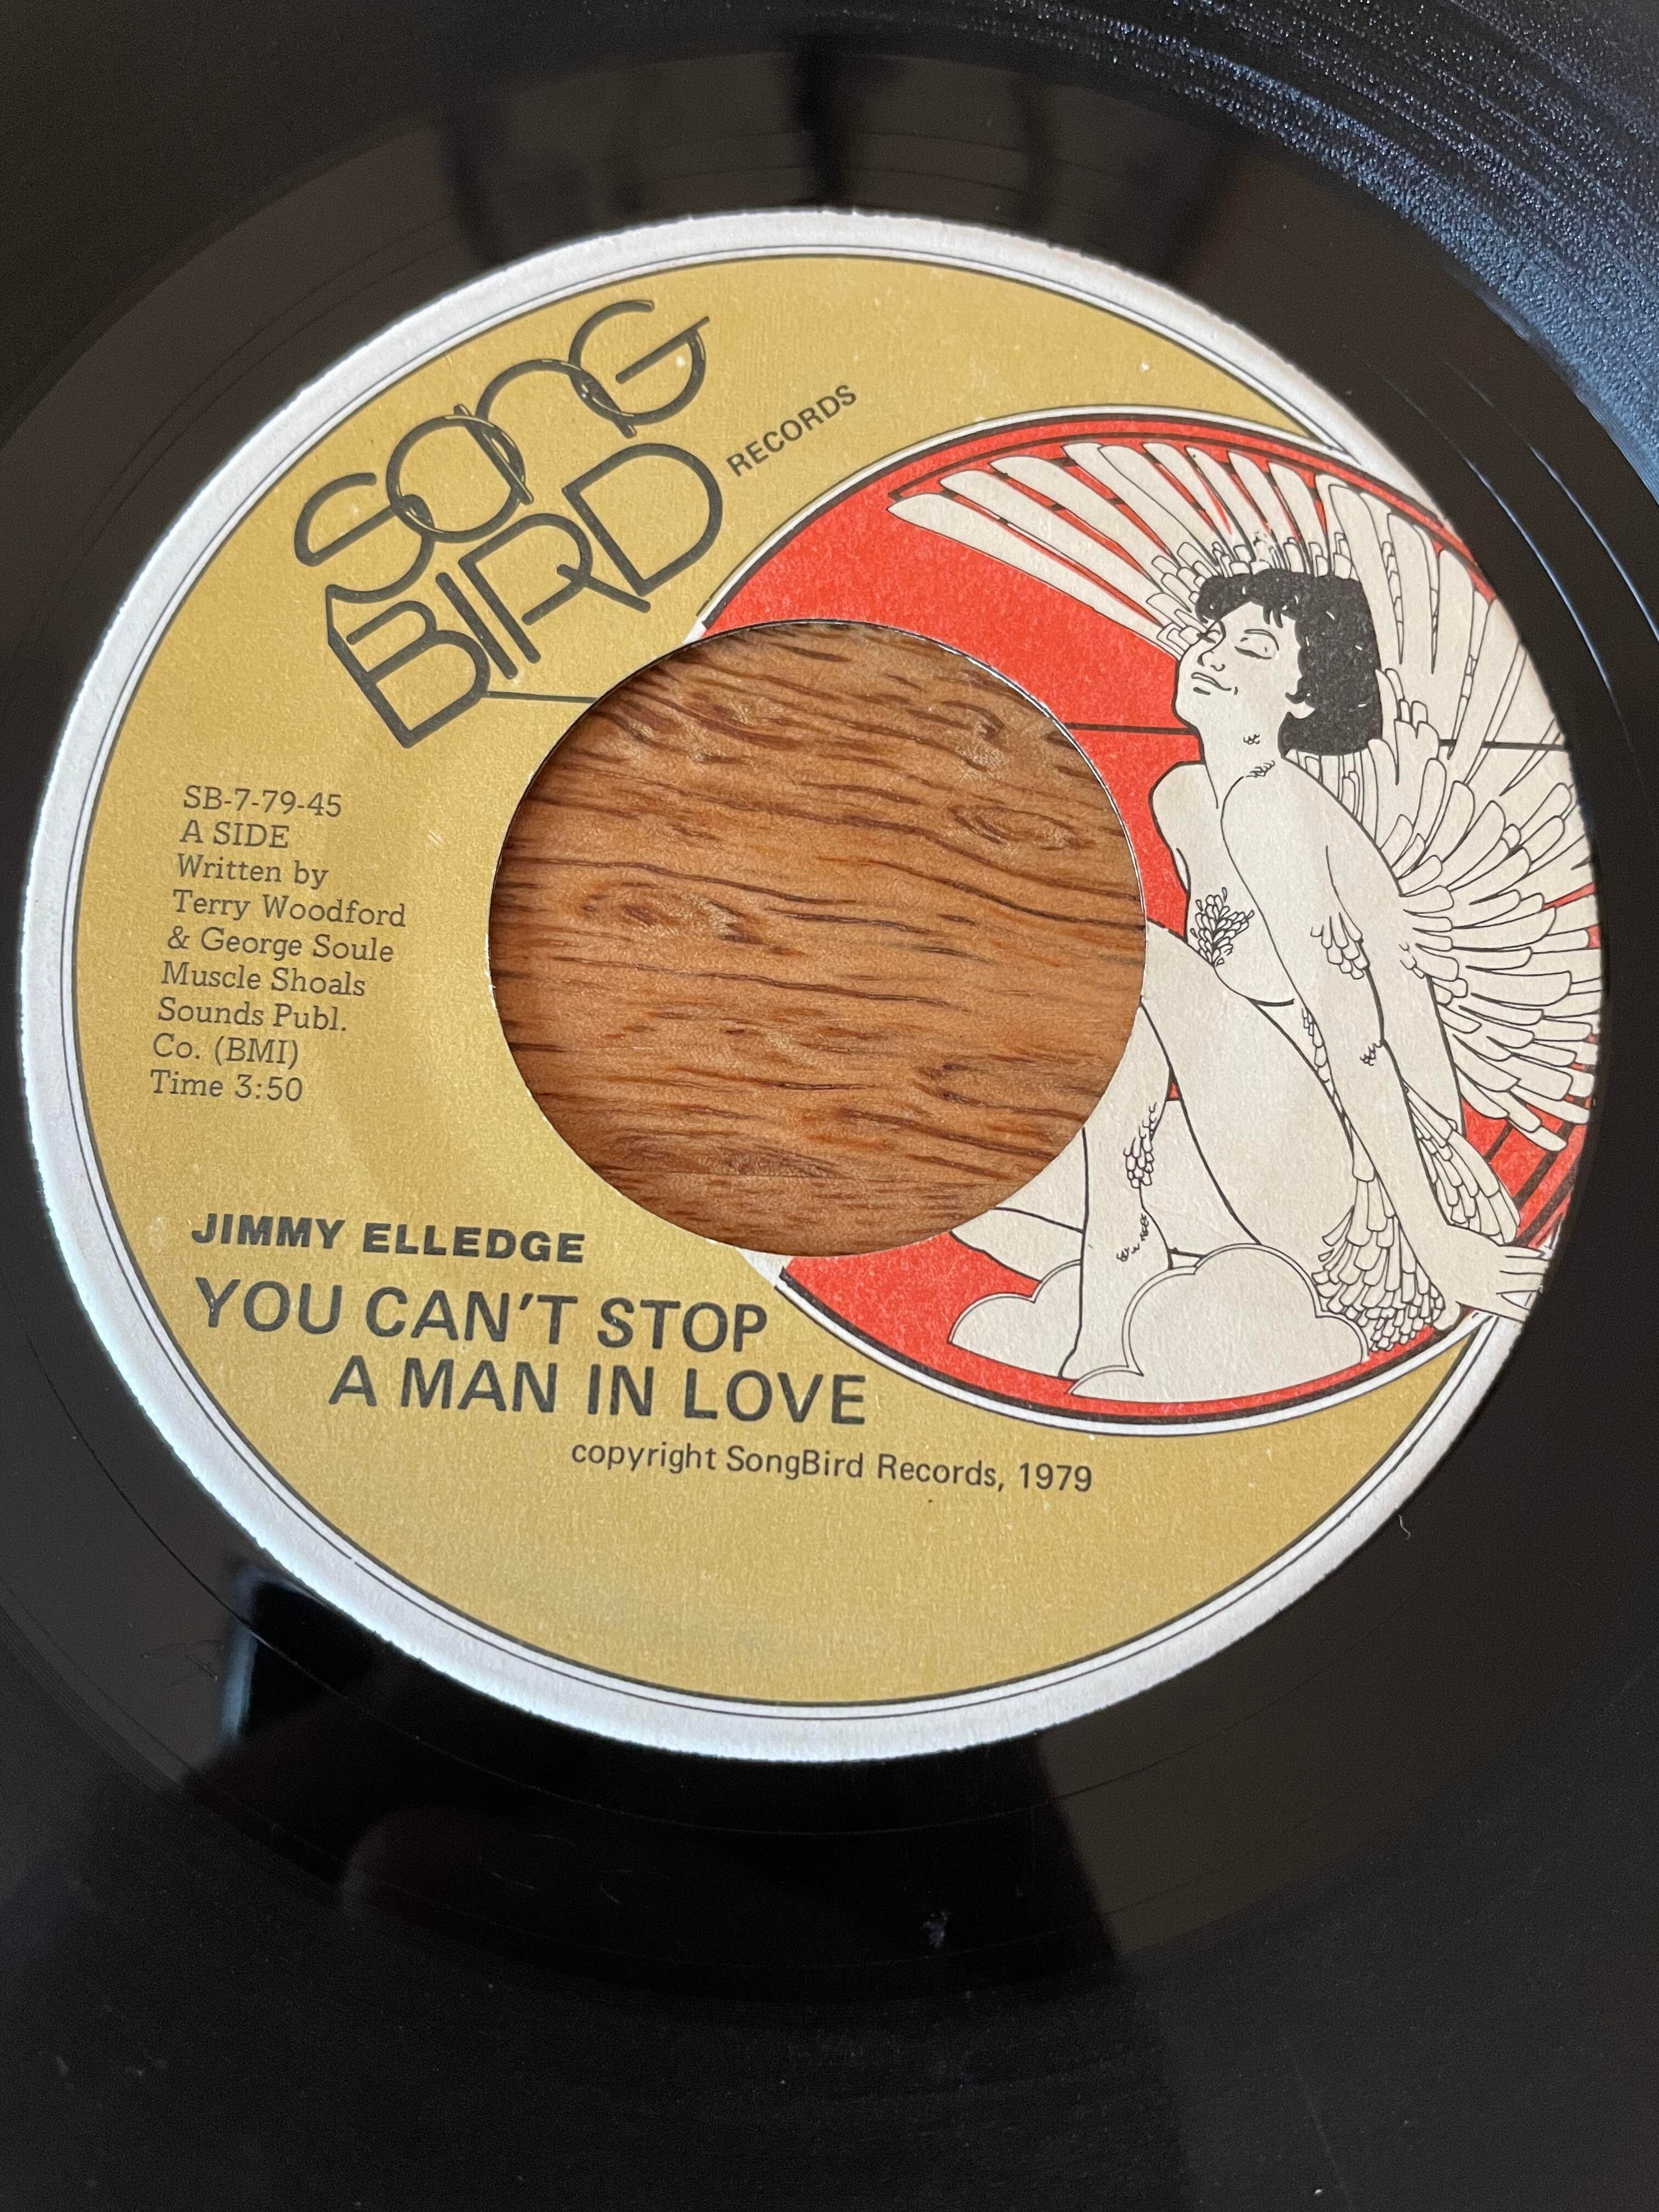 SONG
BIRD
RECORDS
SB-7-79-45
A SIDE
Written by
Terry Woodford
& George Soule
Muscle Shoals
Sounds Publ.
Co. (BMI)
Time 3:50
JIMMY ELLEDGE
YOU CAN'T STOP
A MAN IN LOVE
copyright SongBird Records, 1979